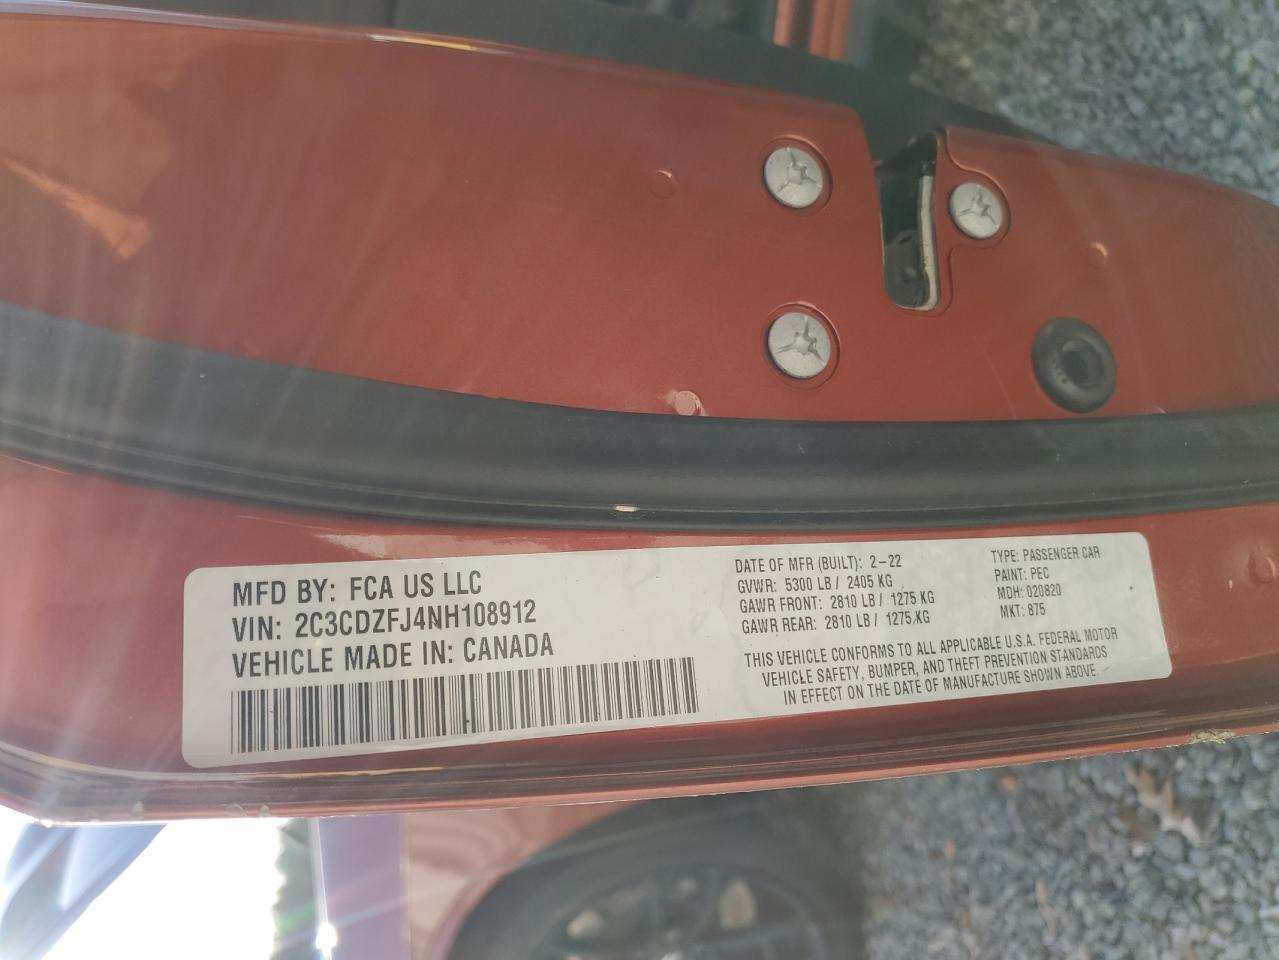 MFD BY: FCA US LLC
VIN: 2C3CDZFJ4NH108912
VEHICLE MADE IN: CANADA
DATE OF MFR (BUILT): 2-22
GVWR: 5300 LB / 2405 KG
GAWR FRONT: 2810 LB / 1275 KG
GAWR REAR: 2810 LB / 1275 KG
TYPE: PASSENGER CAR
PAINT: PEC
MDH: 020820
MKT: 875
THIS VEHICLE CONFORMS TO ALL APPLICABLE U.S.A. FEDERAL MOTOR
VEHICLE SAFETY, BUMPER, AND THEFT PREVENTION STANDARDS
IN EFFECT ON THE DATE OF MANUFACTURE SHOWN ABOVE.